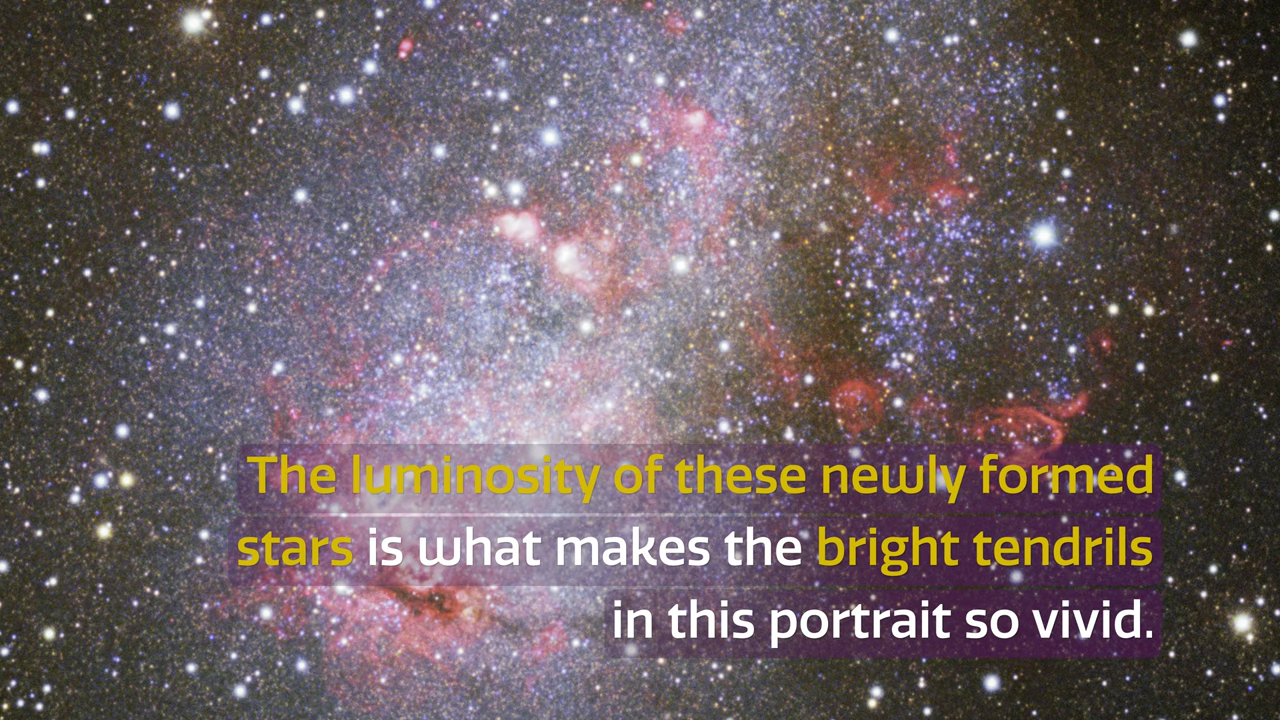 The luminosity of these newly formed
stars is what makes the bright tendrils
in this portrait so vivid.